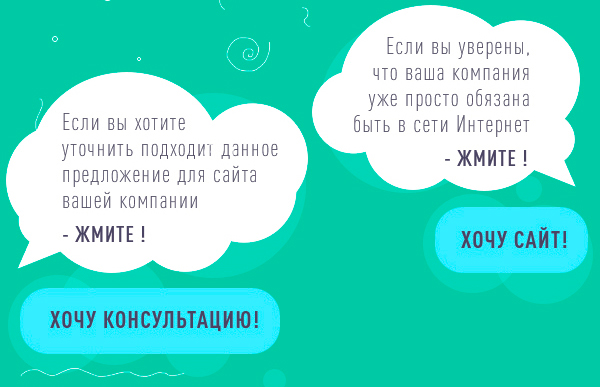 Если вы хотите
уточнить подходит данное
предложение для сайта
вашей компании
- ЖМИТЕ !
ХОЧУ КОНСУЛЬТАЦИЮ!
Если вы уверены,
что ваша компания
уже просто обязана
быть в сети Интернет
- ЖМИТЕ !
ХОЧУ САЙТ!